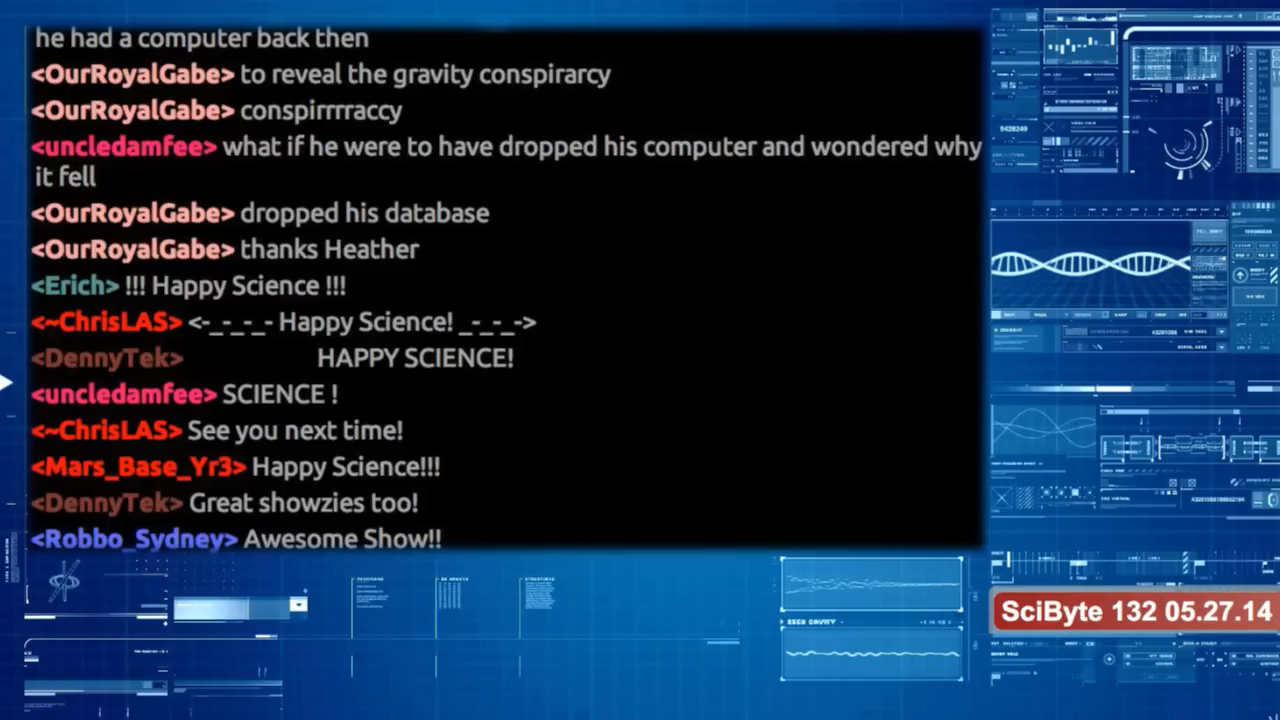 he had a computer back then
<OurRoyalGabe> to reveal the gravity conspirarcy
<OurRoyalGabe> conspirrrraccy
<uncledamfee> what if he were to have dropped his computer and wondered why
it fell
<OurRoyalGabe> dropped his database
<OurRoyalGabe> thanks Heather
<Erich> !!! Happy Science !!!
<~ChrisLAS> <-_-_-_- Happy Science! _-_-_->
<DennyTek> HAPPY SCIENCE!
<uncledamfee> SCIENCE !
<~ChrisLAS> See you next time!
<Mars_Base_Yr3> Happy Science!!!
<DennyTek> Great showzies too!
<Robbo_Sydney> Awesome Show!!
9428249
SciByte 132 05.27.14